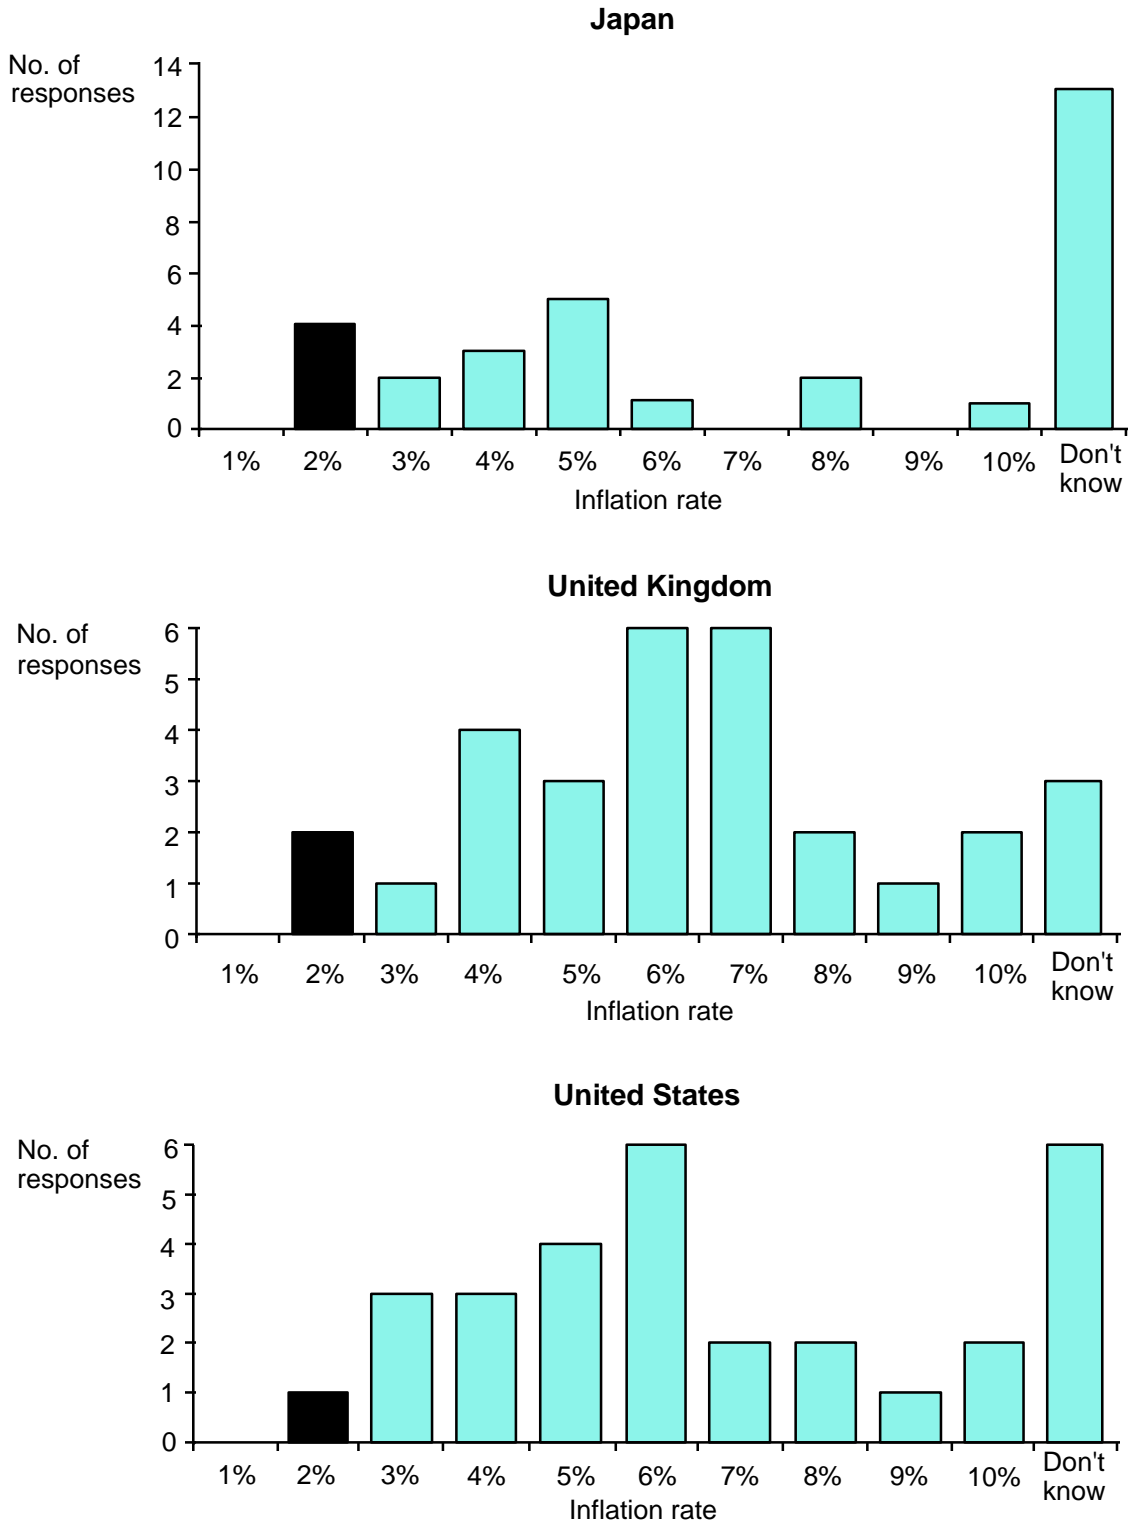 Japan
No. of
responses
14
12
10
8
6
4
2
0
1% 2% 3% 4% 5% 6% 7% 8% 9% 10% Don't
know
Inflation rate
United Kingdom
No. of
responses
6
5
4
3
2
1
0
1% 2% 3% 4% 5% 6% 7% 8% 9% 10% Don't
know
Inflation rate
United States
No. of
responses
6
5
4
3
2
1
0
1% 2% 3% 4% 5% 6% 7% 8% 9% 10% Don't
know
Inflation rate